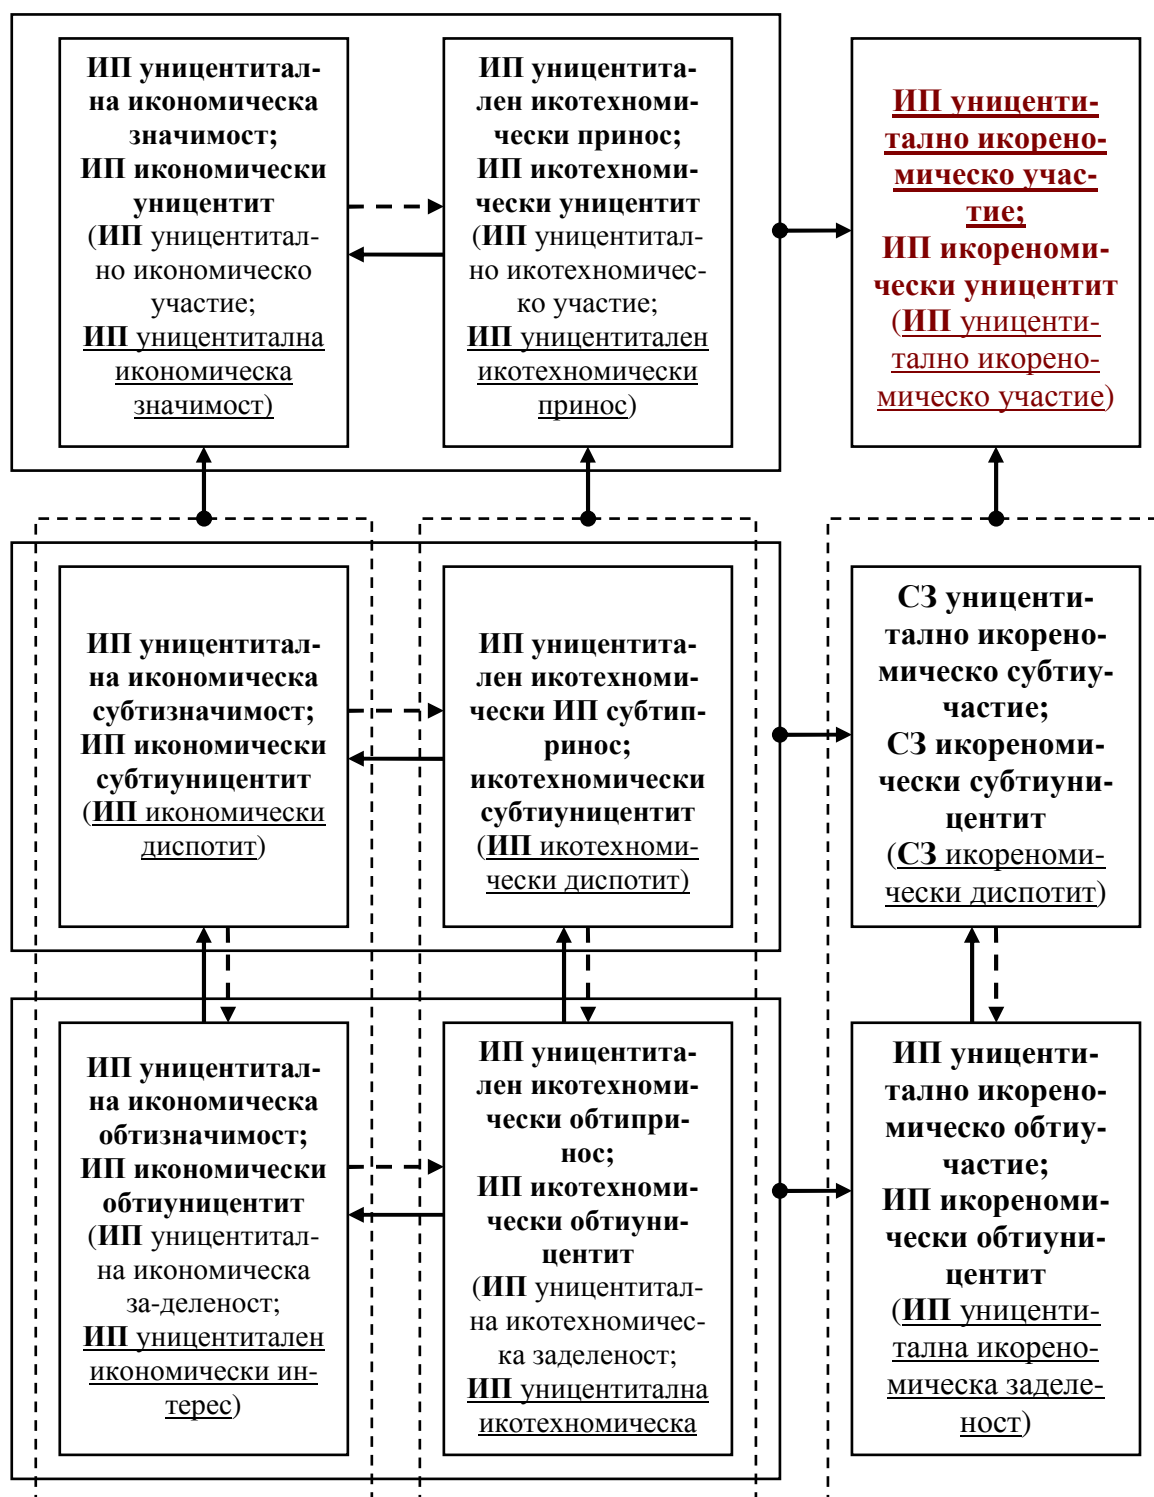 ИП уницентитал-
на икономическа
значимост;
ИП икономически
уницентит
(ИП уницентитал-
но икономическо
участие;
ИП уницентитална
икономическа
значимост)
ИП уницентита-
лен икотехноми-
чески принос;
ИП икотехноми-
чески уницентит
(ИП уницентитал-
но икотехномичес-
ко участие;
ИП уницентитален
икотехномически
принос)
ИП уницентi-
тално икорено-
мическо учас-
тие;
ИП икореноми-
чески уницентит
(ИП униценти-
тално икорено-
мическо участие)
ИП уницентитал-
на икономическа
субтизначимост;
ИП икономически
субтиуницентит
(ИП икономически
диспотит)
ИП уницентита-
лен икотехноми-
чески ИП субтип-
ринос;
икотехномически
субтиуницентит
(ИП икотехноми-
чески диспотит)
СЗ уницентi-
тално икорено-
мическо субтиу-
частие;
СЗ икореноми-
чески субтиуни-
центит
(СЗ икореноми-
чески диспотит)
ИП уницентитал-
на икономическа
обтизначимост;
ИП икономически
обтиуницентит
(ИП уницентитал-
на икономическа
за-деленост;
ИП уницентитален
икономически ин-
терес)
ИП уницентита-
лен икотехноми-
чески обтипри-
нос;
ИП икотехноми-
чески обтиуни-
центит
(ИП уницентитал-
на икотехномичес-
ка заделеност;
ИП уницентитална
икотехномическа
ИП уницентi-
тално икорено-
мическо обтиу-
частие;
ИП икореноми-
чески обтиуни-
центит
(ИП уницентi-
тална икорено-
мическа заделе-
ност)